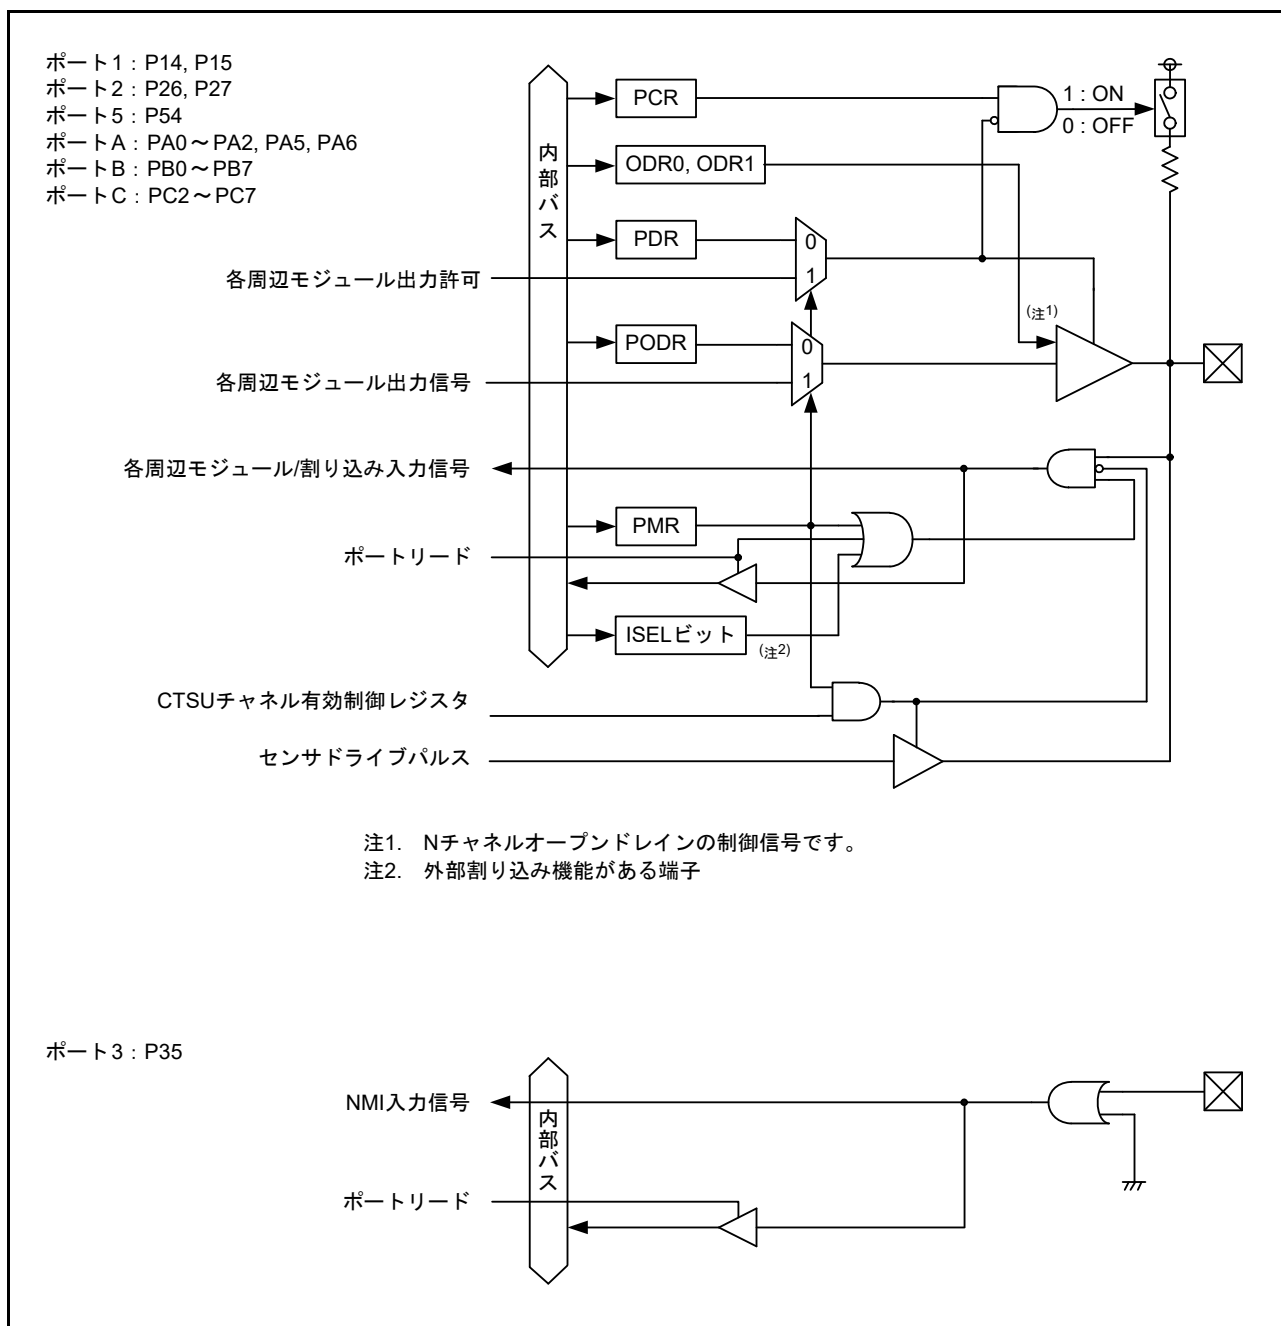 ポート1 : P14, P15
ポート2 : P26, P27
ポート5 : P54
ポートA : PA0～PA2, PA5, PA6
ポートB : PB0～PB7
ポートC : PC2～PC7
内部バス
PCR
1 : ON
0 : OFF
ODR0, ODR1
PDR
0
1
各周辺モジュール出力許可
(注1)
PODR
0
1
各周辺モジュール出力信号
各周辺モジュール/割り込み入力信号
PMR
ポートリード
ISELビット
(注2)
CTSUチャネル有効制御レジスタ
センサドライブパルス
注1. Nチャネルオープンドレインの制御信号です。
注2. 外部割り込み機能がある端子
ポート3 : P35
NMI入力信号
内部バス
ポートリード